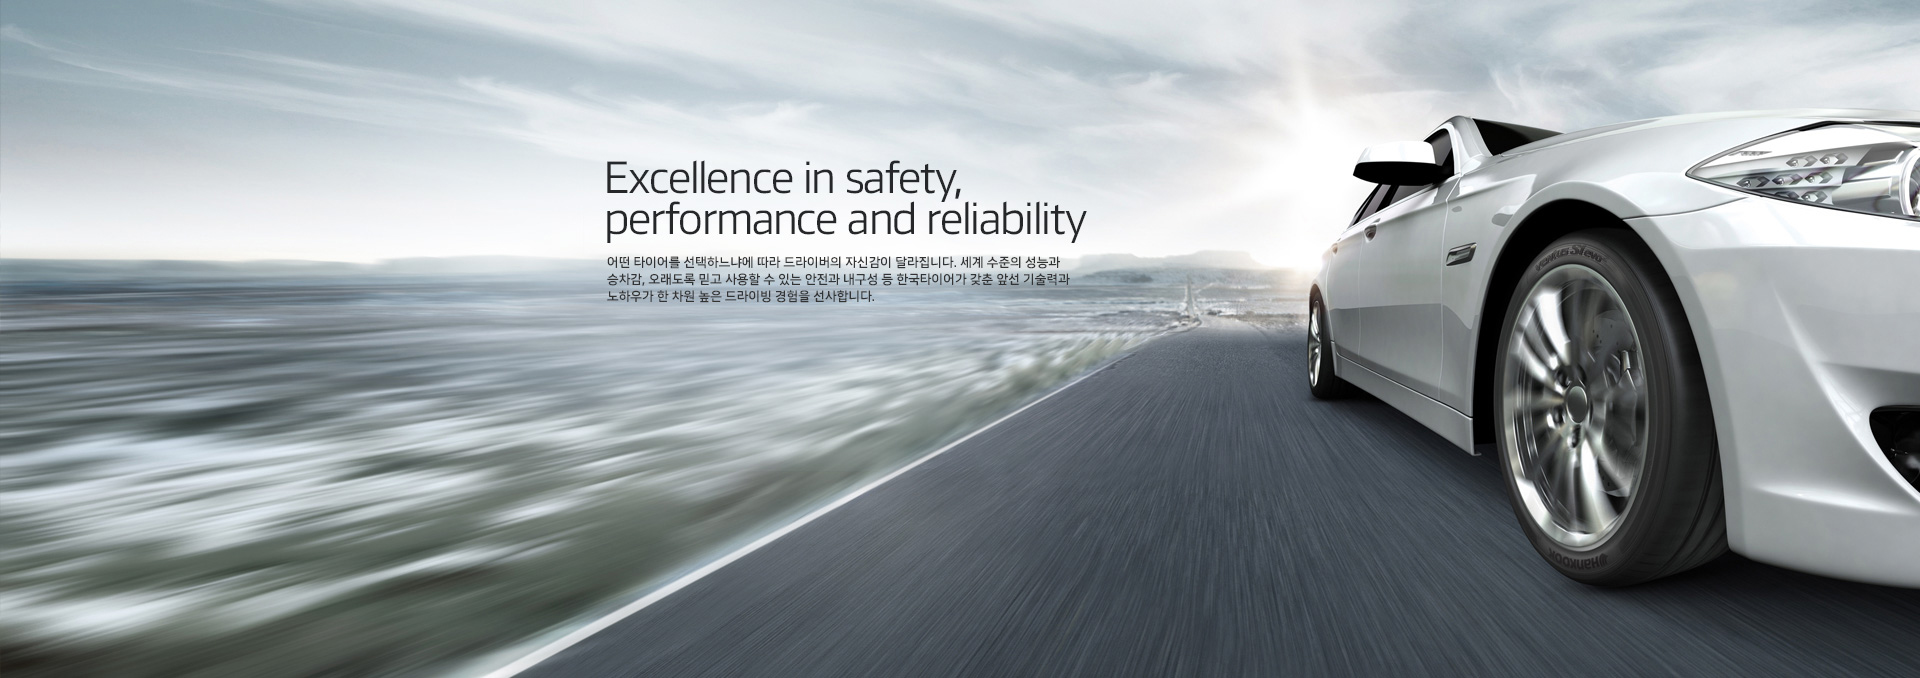 Excellence in safety,
performance and reliability
어떤 타이어를 선택하느냐에 따라 드라이버의 자신감이 달라집니다. 세계 수준의 성능과
승차감, 오래도록 믿고 사용할 수 있는 안전과 내구성 등 한국타이어가 갖춘 앞선 기술력과
노하우가 한 차원 높은 드라이빙 경험을 선사합니다.
VENTUS S1 evo
HANKOOK